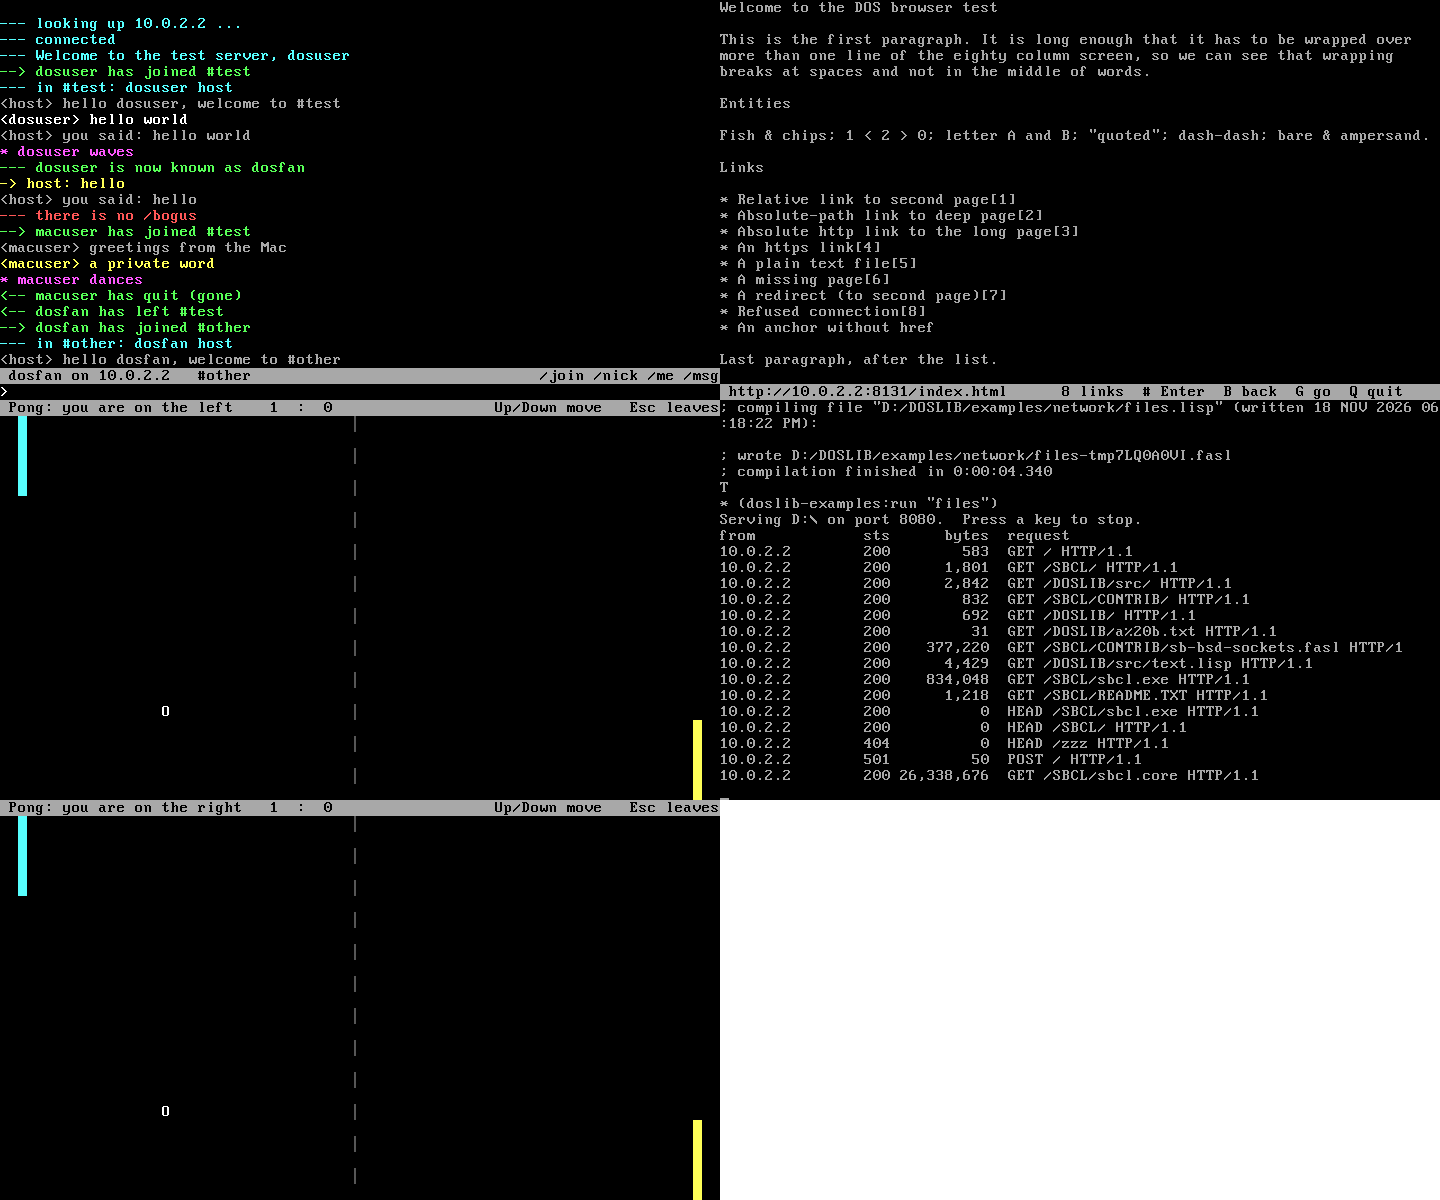 --- looking up 10.0.2.2 ...
--- connected
--- Welcome to the test server, dosuser
--> dosuser has joined #test
--- in #test: dosuser host
<host> hello dosuser, welcome to #test
<dosuser> hello world
<host> you said: hello world
* dosuser waves
--- dosuser is now known as dosfan
-> host: hello
<host> you said: hello
--- there is no /bogus
--> macuser has joined #test
<macuser> greetings from the Mac
<macuser> a private word
* macuser dances
<-- macuser has quit (gone)
<-- dosfan has left #test
--> dosfan has joined #other
--- in #other: dosfan host
<host> hello dosfan, welcome to #other
dosfan on 10.0.2.2   #other   /join /nick /me /msg
>
Welcome to the DOS browser test
This is the first paragraph. It is long enough that it has to be wrapped over
more than one line of the eighty column screen, so we can see that wrapping
breaks at spaces and not in the middle of words.
Entities
Fish & chips; 1 < 2 > 0; letter A and B; "quoted"; dash-dash; bare & ampersand.
Links
* Relative link to second page[1]
* Absolute-path link to deep page[2]
* Absolute http link to the long page[3]
* An https link[4]
* A plain text file[5]
* A missing page[6]
* A redirect (to second page)[7]
* Refused connection[8]
* An anchor without href
Last paragraph, after the list.
http://10.0.2.2:8131/index.html   8 links  # Enter  B back  G go  Q quit
Pong: you are on the left   1  :  0   Up/Down move   Esc leaves
O
; compiling file "D:/DOSLIB/examples/network/files.lisp" (written 18 NOV 2026 06
:18:22 PM):
; wrote D:/DOSLIB/examples/network/files-tmp7LQ0A0VI.fasl
; compilation finished in 0:00:04.340
T
* (doslib-examples:run "files")
Serving D:\ on port 8080.  Press a key to stop.
from   sts   bytes  request
10.0.2.2   200   583  GET / HTTP/1.1
10.0.2.2   200   1,801  GET /SBCL/ HTTP/1.1
10.0.2.2   200   2,842  GET /DOSLIB/src/ HTTP/1.1
10.0.2.2   200   832  GET /SBCL/CONTRIB/ HTTP/1.1
10.0.2.2   200   692  GET /DOSLIB/ HTTP/1.1
10.0.2.2   200   31  GET /DOSLIB/a%20b.txt HTTP/1.1
10.0.2.2   200   377,220  GET /SBCL/CONTRIB/sb-bsd-sockets.fasl HTTP/1
10.0.2.2   200   4,429  GET /DOSLIB/src/text.lisp HTTP/1.1
10.0.2.2   200   834,048  GET /SBCL/sbcl.exe HTTP/1.1
10.0.2.2   200   1,218  GET /SBCL/README.TXT HTTP/1.1
10.0.2.2   200   0  HEAD /SBCL/sbcl.exe HTTP/1.1
10.0.2.2   200   0  HEAD /SBCL/ HTTP/1.1
10.0.2.2   404   0  HEAD /zzz HTTP/1.1
10.0.2.2   501   50  POST / HTTP/1.1
10.0.2.2   200 26,338,676  GET /SBCL/sbcl.core HTTP/1.1
Pong: you are on the right   1  :  0   Up/Down move   Esc leaves
O